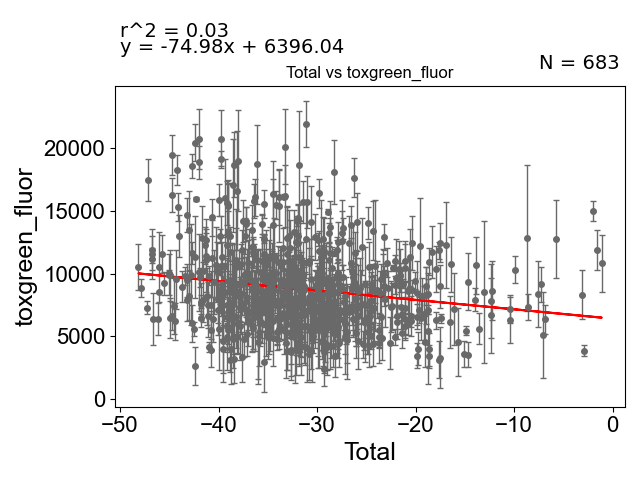 r^2 = 0.03
y = -74.98x + 6396.04
N = 683
Total vs toxgreen_fluor
toxgreen_fluor
20000
15000
10000
5000
0
−50
−40
−30
−20
−10
0
Total